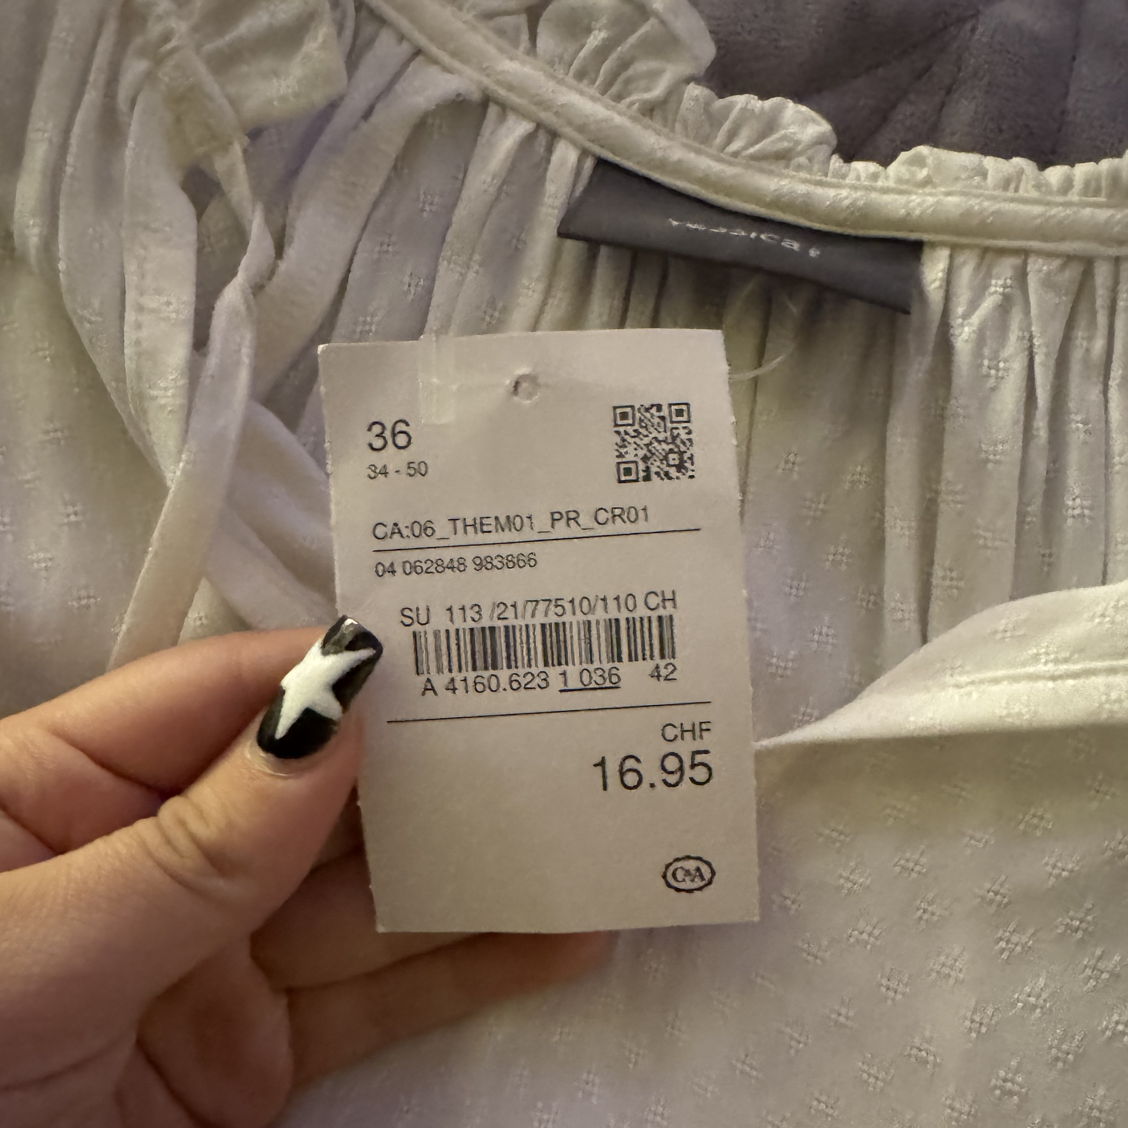 Yessica
36
34 - 50
CA:06_THEM01_PR_CR01
04 062848 983866
SU 113 /21/77510/110 CH
A 4160.623 1 036 42
CHF
16.95
C&A